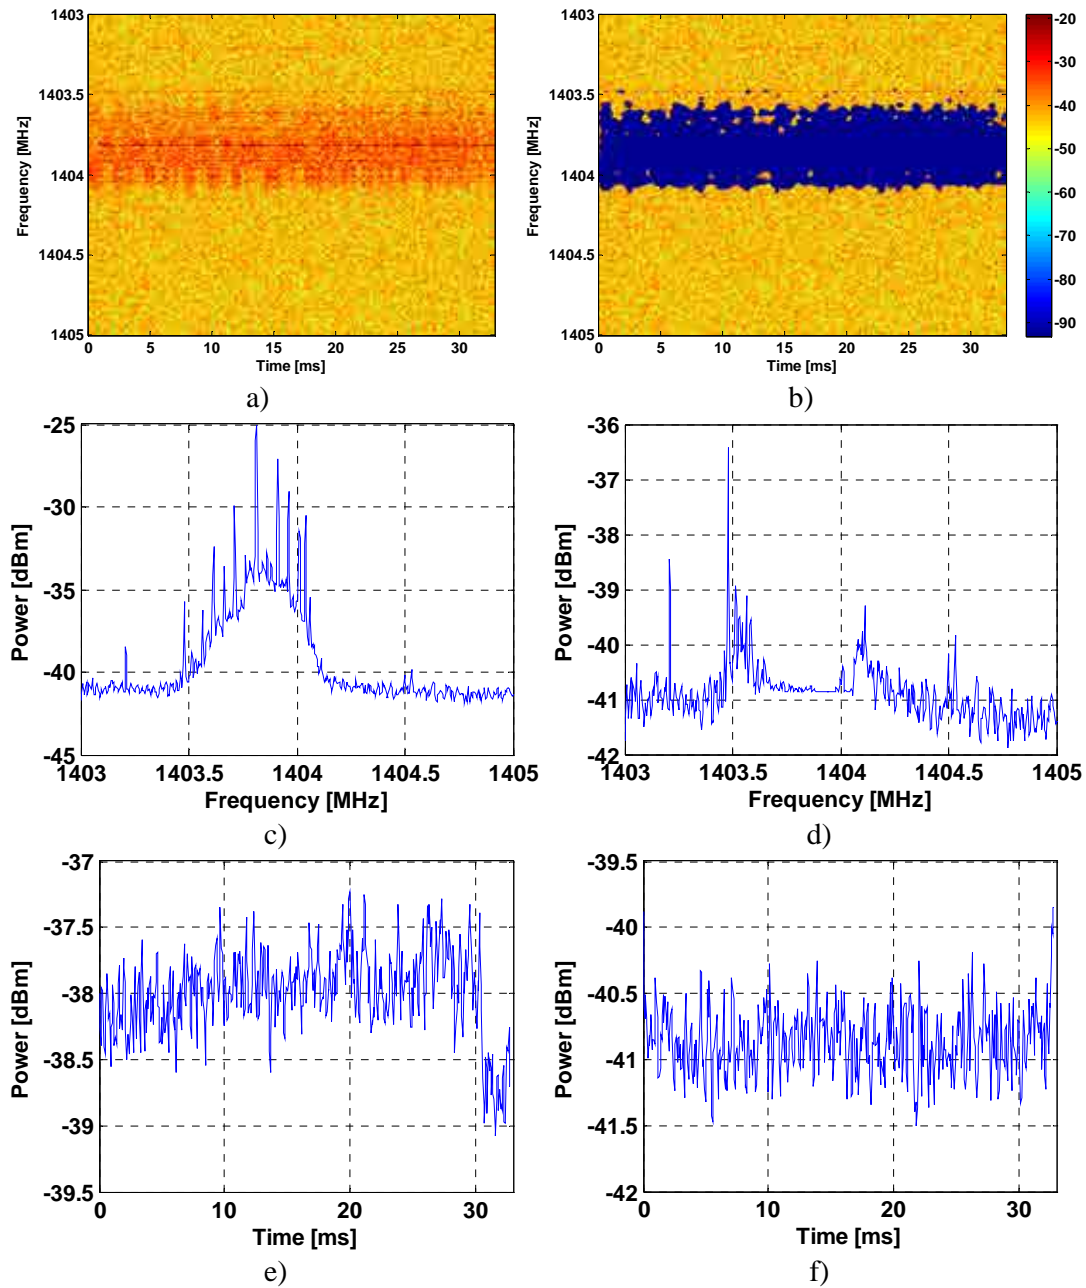 1403
1403.5
1404
1404.5
1405
Frequency [MHz]
0 5 10 15 20 25 30
Time [ms]
a)
1403
1403.5
1404
1404.5
1405
Frequency [MHz]
0 5 10 15 20 25 30
Time [ms]
b)
-20
-30
-40
-50
-60
-70
-80
-90
-25
-30
-35
-40
-45
Power [dBm]
1403 1403.5 1404 1404.5 1405
Frequency [MHz]
c)
-36
-37
-38
-39
-40
-41
-42
Power [dBm]
1403 1403.5 1404 1404.5 1405
Frequency [MHz]
d)
-37
-37.5
-38
-38.5
-39
-39.5
Power [dBm]
0 10 20 30
Time [ms]
e)
-39.5
-40
-40.5
-41
-41.5
-42
Power [dBm]
0 10 20 30
Time [ms]
f)